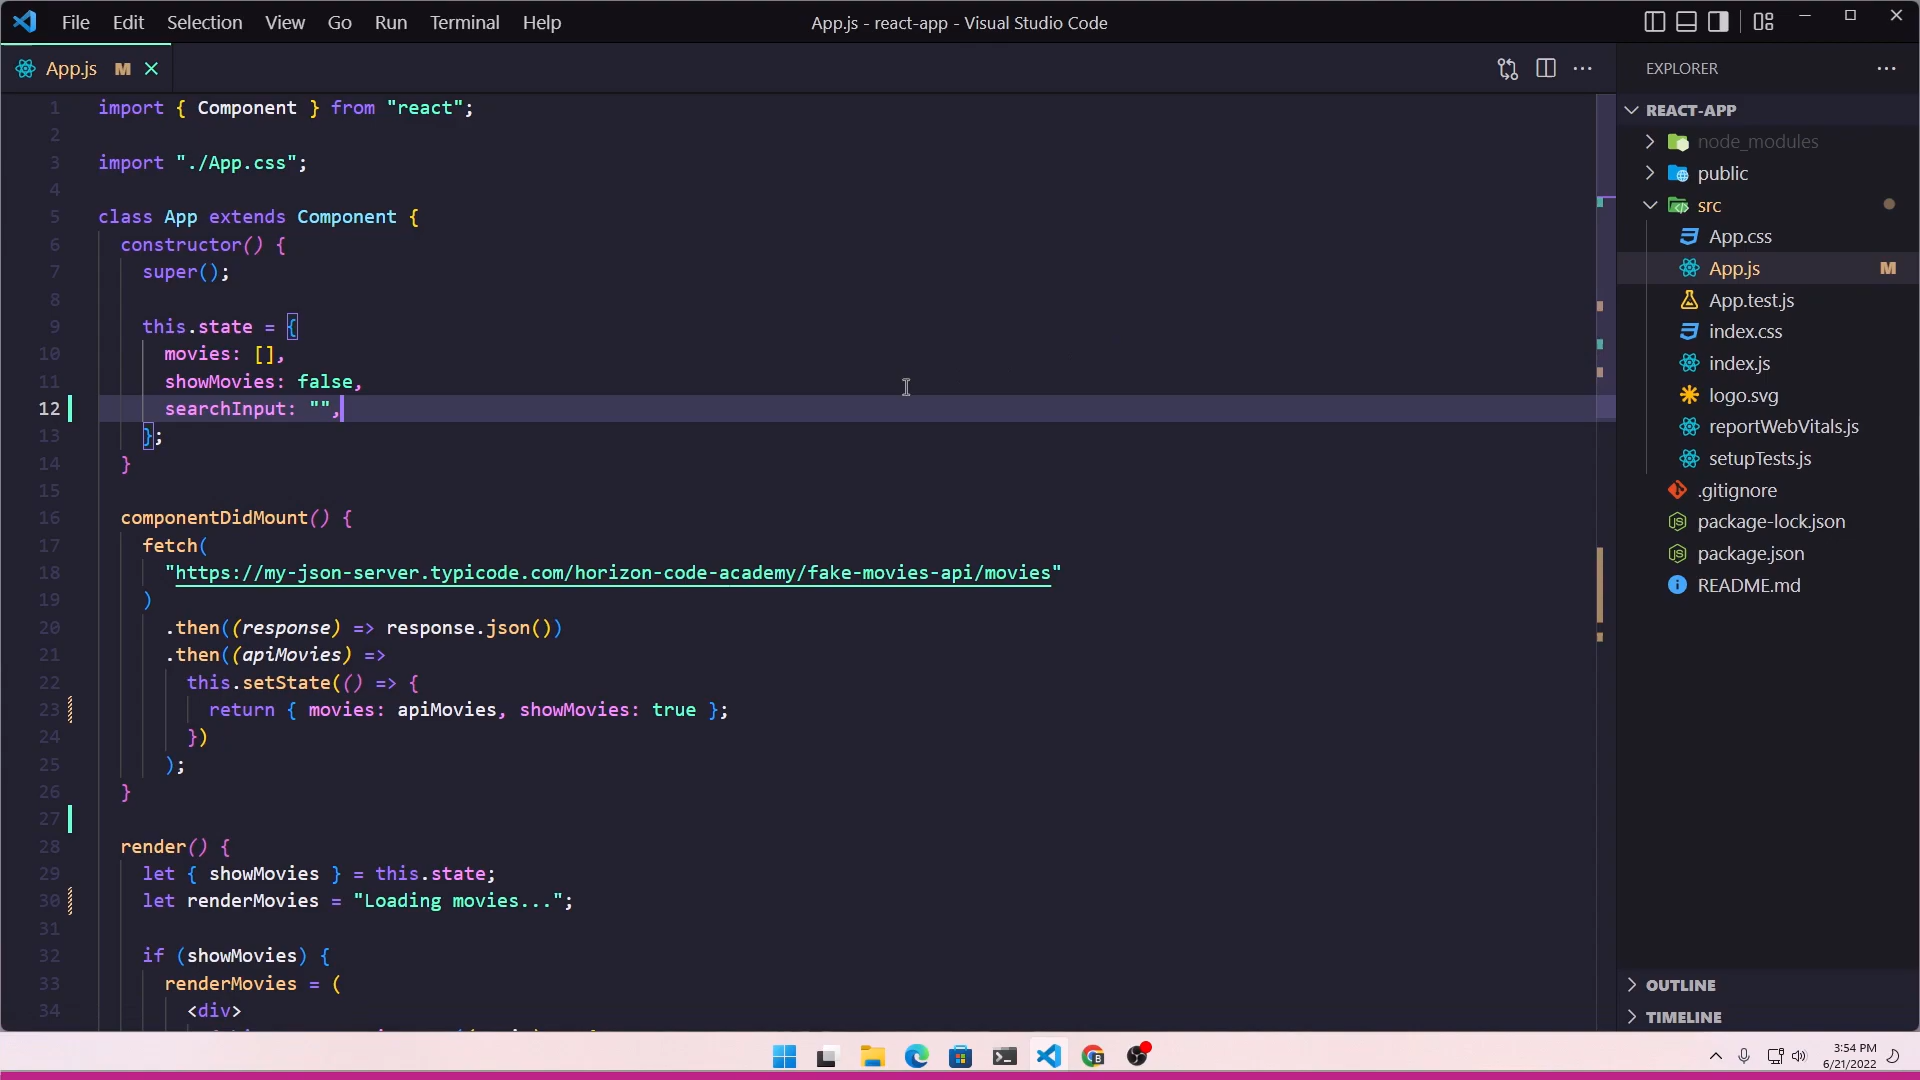 File Edit Selection View Go Run Terminal Help
App.js - react-app - Visual Studio Code
App.js M
EXPLORER
1 import { Component } from "react";
2
3 import "./App.css";
4
5 class App extends Component {
6 constructor() {
7 super();
8
9 this.state = {
10 movies: [],
11 showMovies: false,
12 searchInput: "",
13 };
14 }
15
16 componentDidMount() {
17 fetch(
18 "https://my-json-server.typicode.com/horizon-code-academy/fake-movies-api/movies"
19 )
20 .then((response) => response.json())
21 .then((apiMovies) =>
22 this.setState(() => {
23 return { movies: apiMovies, showMovies: true };
24 })
25 );
26 }
27
28 render() {
29 let { showMovies } = this.state;
30 let renderMovies = "Loading movies...";
31
32 if (showMovies) {
33 renderMovies = (
34 <div>
REACT-APP
node_modules
public
src
App.css
App.js M
App.test.js
index.css
index.js
logo.svg
reportWebVitals.js
setupTests.js
.gitignore
package-lock.json
package.json
README.md
OUTLINE
TIMELINE
3:54 PM
6/21/2022